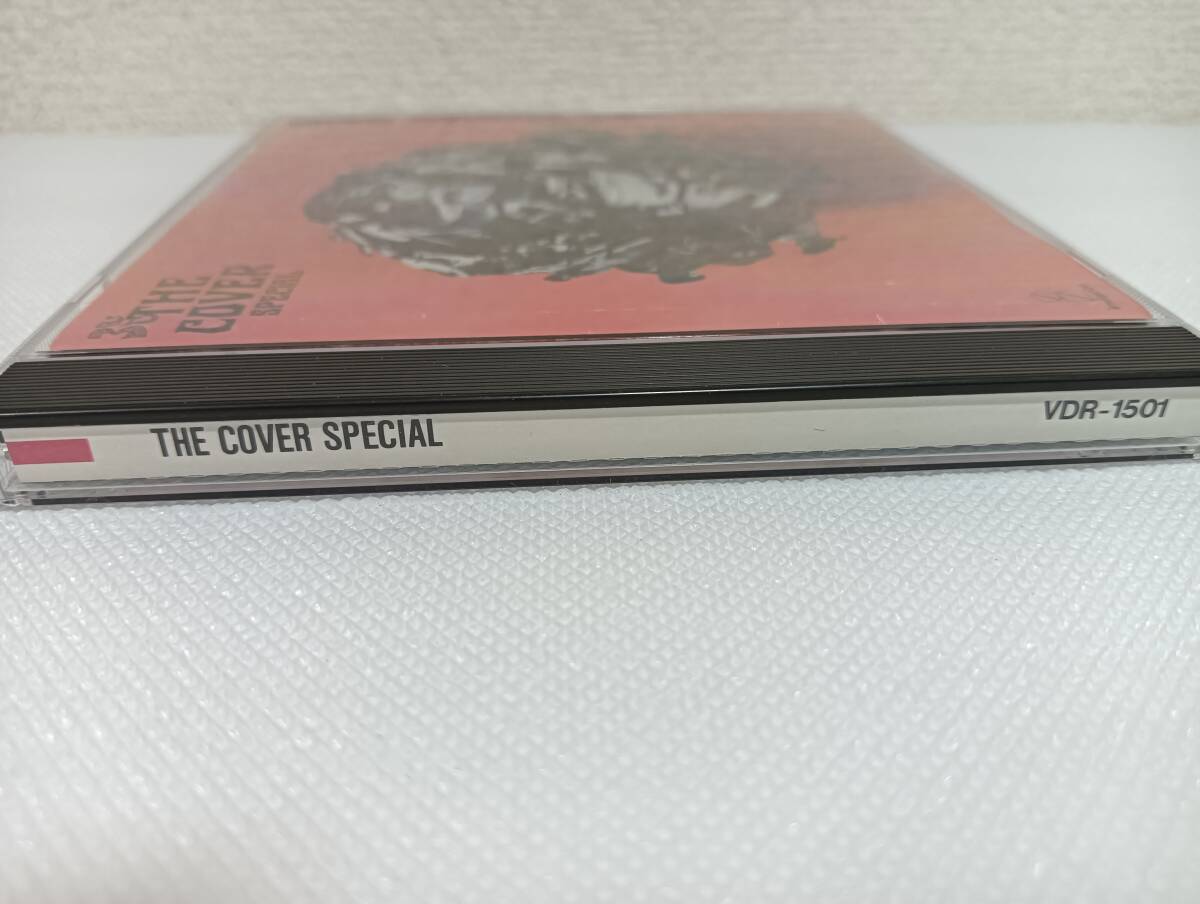 THE
COVER
SPECIAL
THE COVER SPECIAL
VDR-1501